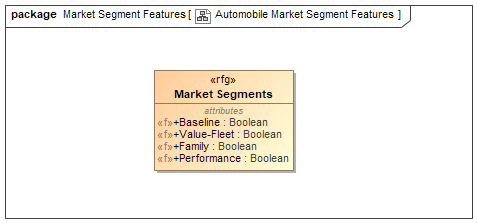 package Market Segment Features [ Automobile Market Segment Features ]
«rfg»
Market Segments
attributes
«f»+Baseline : Boolean
«f»+Value-Fleet : Boolean
«f»+Family : Boolean
«f»+Performance : Boolean